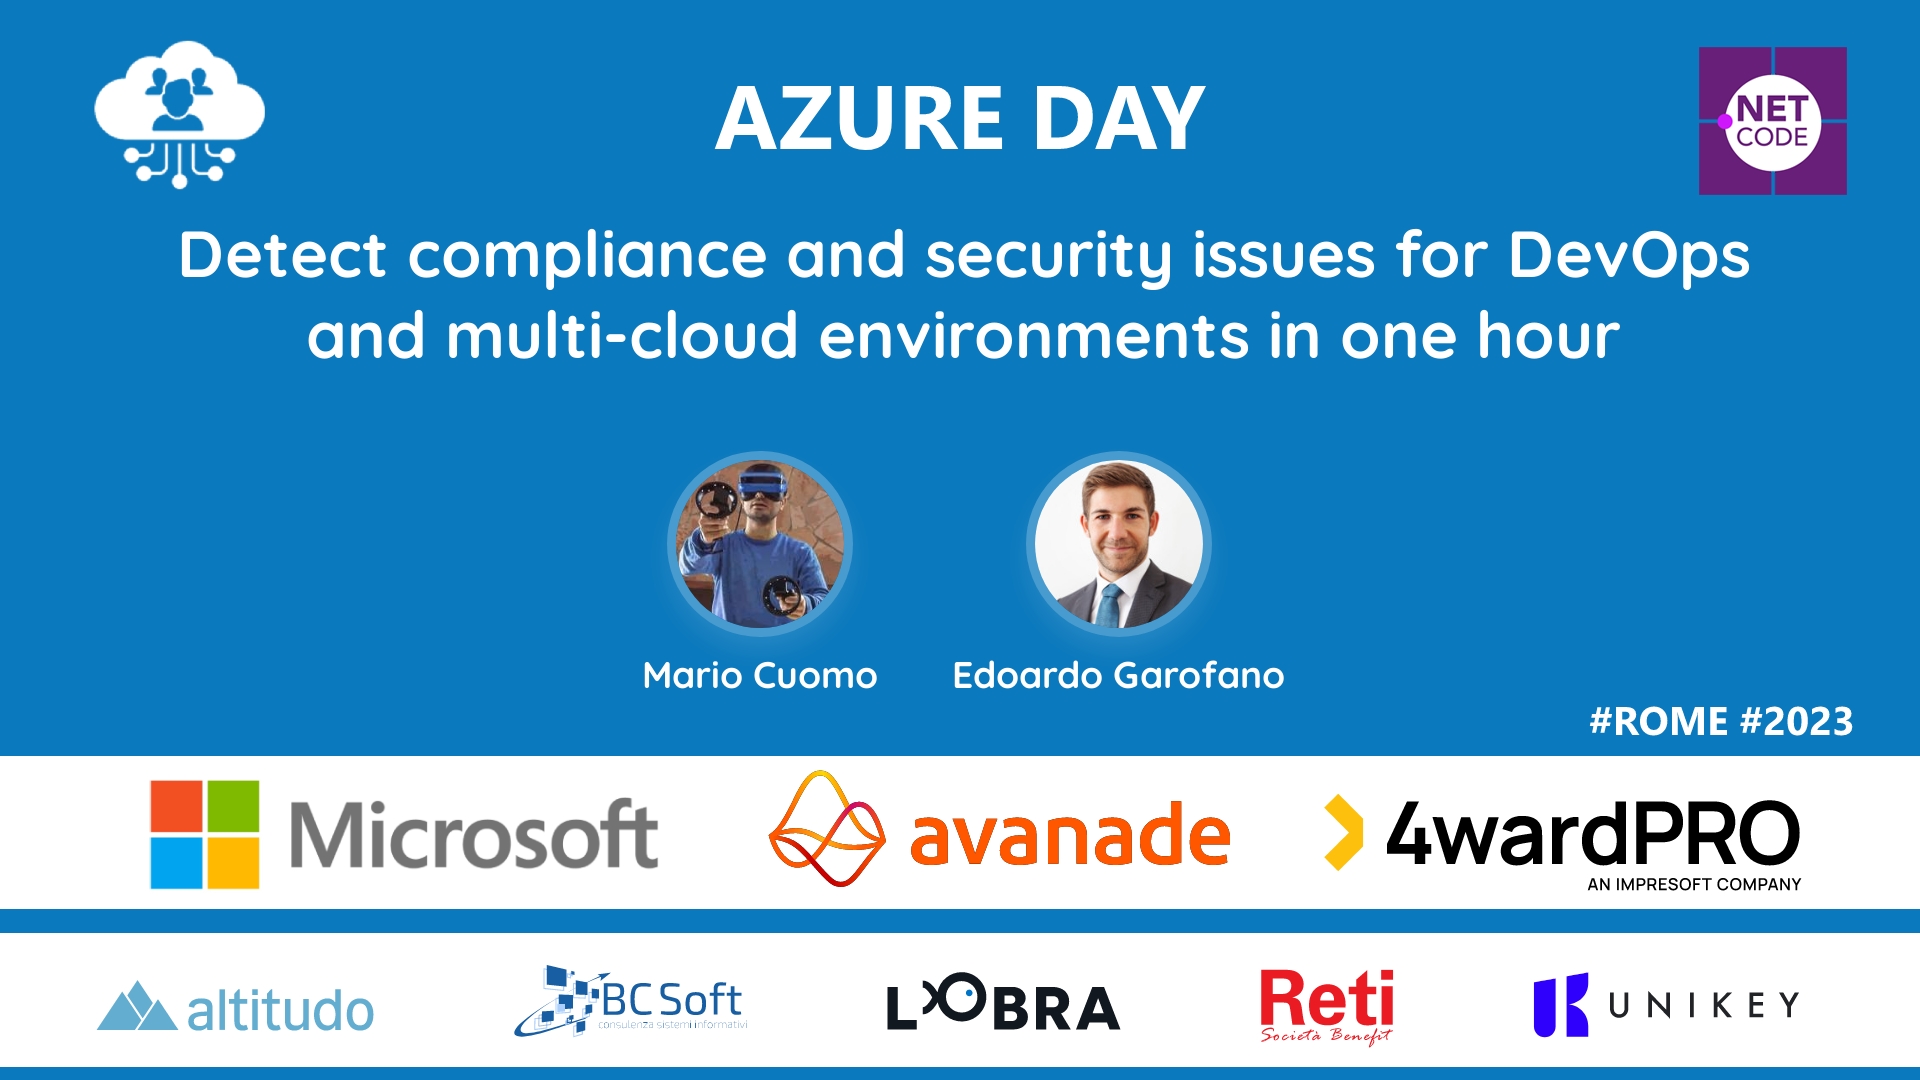 AZURE DAY
NET
CODE
Detect compliance and security issues for DevOps
and multi-cloud environments in one hour
Mario Cuomo
Edoardo Garofano
#ROME #2023
Microsoft
avanade
4wardPRO
AN IMPRESOFT COMPANY
altitudo
BCSoft
consulenza sistemi informativi
LOBRA
Reti
Società Benefit
UNIKEY